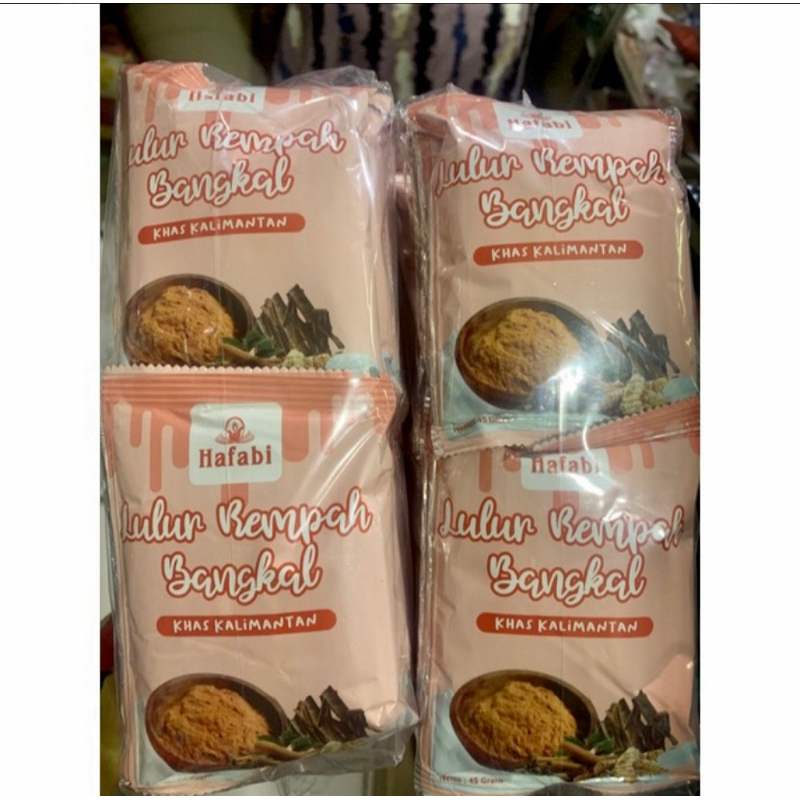 Hafabi
Lulur Rempah
Bangkal
KHAS KALIMANTAN
Hafabi
Lulur Rempah
Bangkal
KHAS KALIMANTAN
Hafabi
Lulur Rempah
Bangkal
KHAS KALIMANTAN
Hafabi
Lulur Rempah
Bangkal
KHAS KALIMANTAN
Netto : 45 Gram